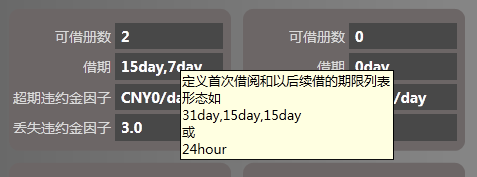 可借册数 2
可借册数 0
借期 15day,7day
借期 0day
定义首次借阅和以后续借的期限列表
超期违约金因子 CNY0/da
/day
形态如
31day,15day,15day
丢失违约金因子 3.0
或
24hour